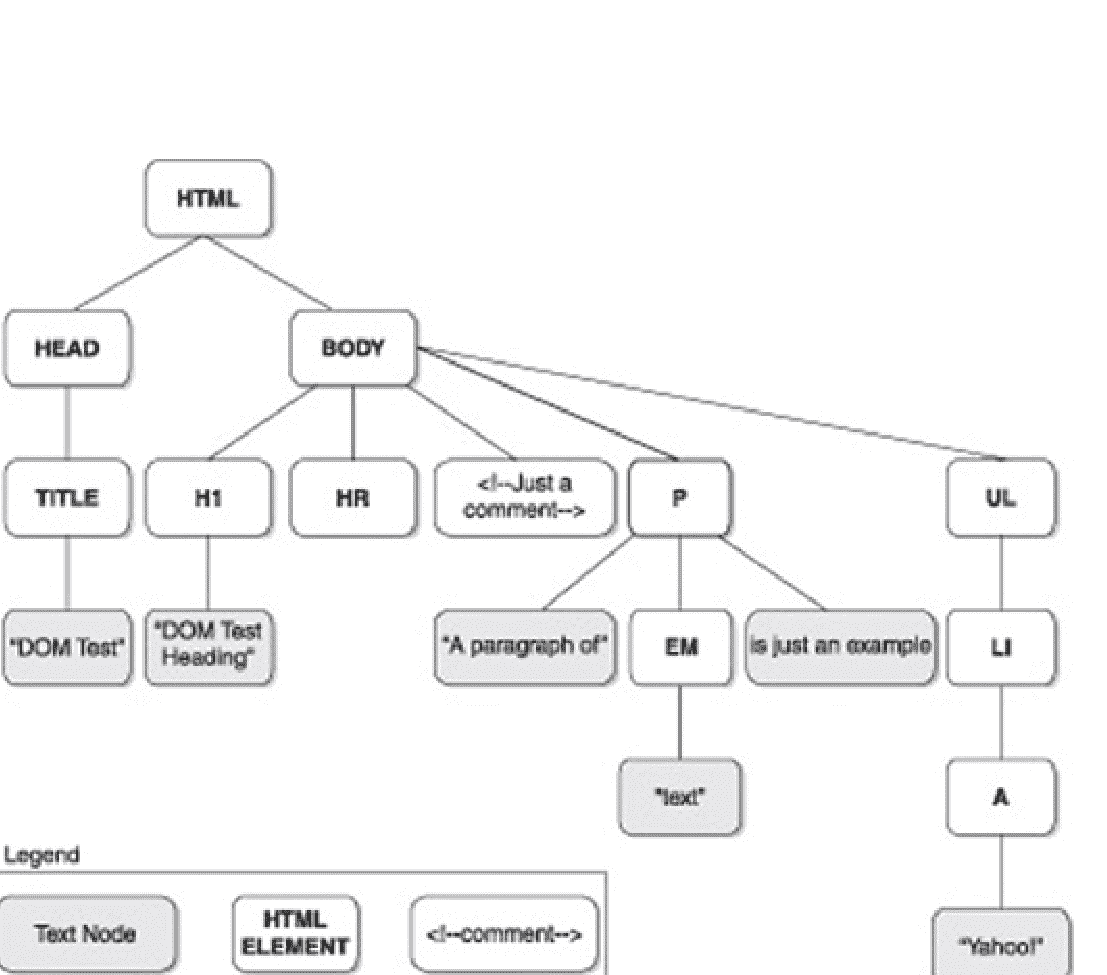 HTML
HEAD
BODY
TITLE
H1
HR
<!--Just a
comment-->
P
UL
"DOM Test"
"DOM Test
Heading"
"A paragraph of"
EM
is just an example
LI
"text"
A
Legend
Text Node
HTML
ELEMENT
<!--comment-->
"Yahoo!"